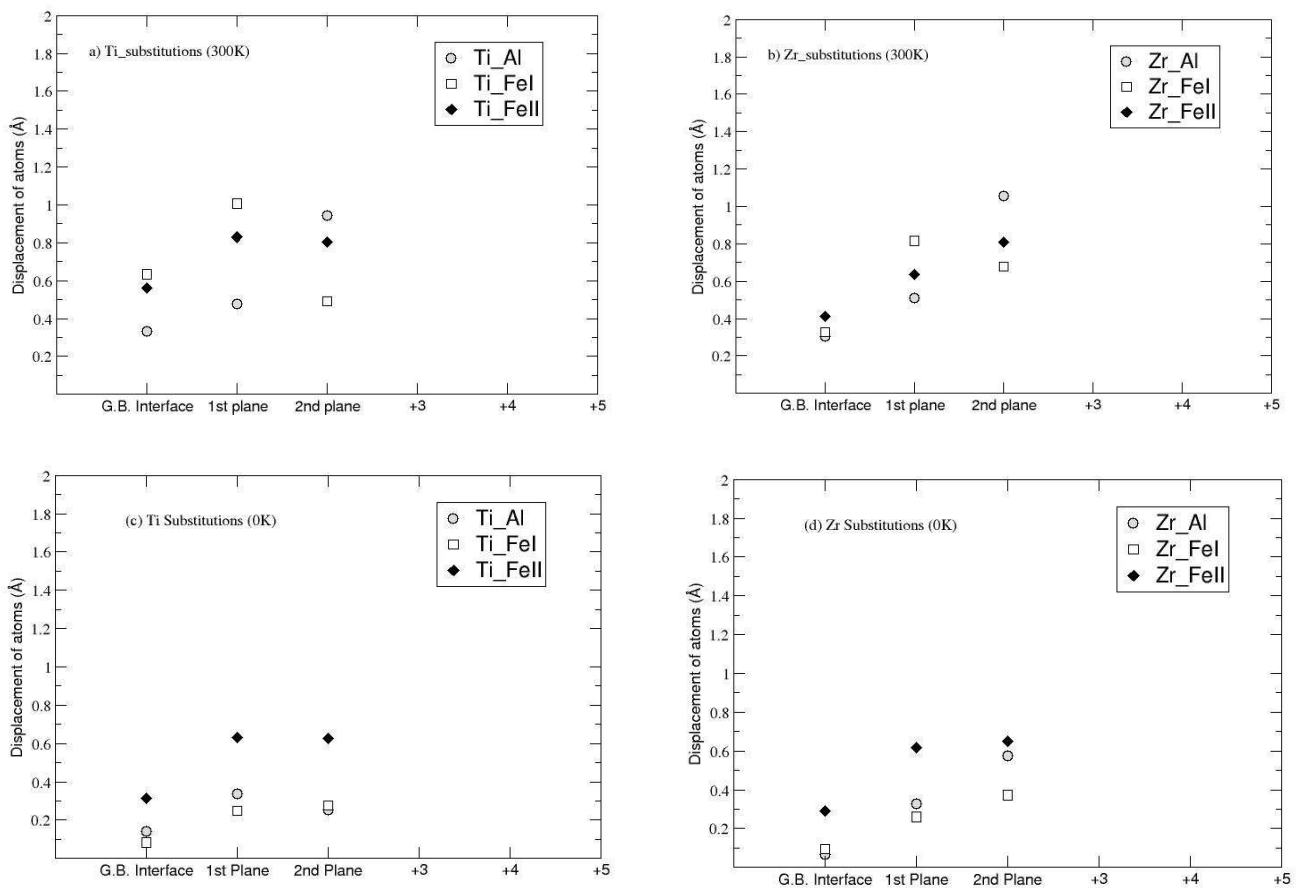 a) Ti_substitutions (300K)
Ti_Al
Ti_FeI
Ti_FeII
Displacement of atoms (Å)
2
1.8
1.6
1.4
1.2
1
0.8
0.6
0.4
0.2
G.B. Interface 1st plane 2nd plane +3 +4 +5
b) Zr_substitutions (300K)
Zr_Al
Zr_FeI
Zr_FeII
Displacement of atoms (Å)
2
1.8
1.6
1.4
1.2
1
0.8
0.6
0.4
0.2
G.B. Interface 1st plane 2nd plane +3 +4 +5
(c) Ti Substitutions (0K)
Ti_Al
Ti_FeI
Ti_FeII
Displacement of atoms (Å)
2
1.8
1.6
1.4
1.2
1
0.8
0.6
0.4
0.2
G.B. Interface 1st Plane 2nd Plane +3 +4 +5
(d) Zr Substitutions (0K)
Zr_Al
Zr_FeI
Zr_FeII
Displacement of atoms (Å)
2
1.8
1.6
1.4
1.2
1
0.8
0.6
0.4
0.2
G.B. Interface 1st Plane 2nd Plane +3 +4 +5